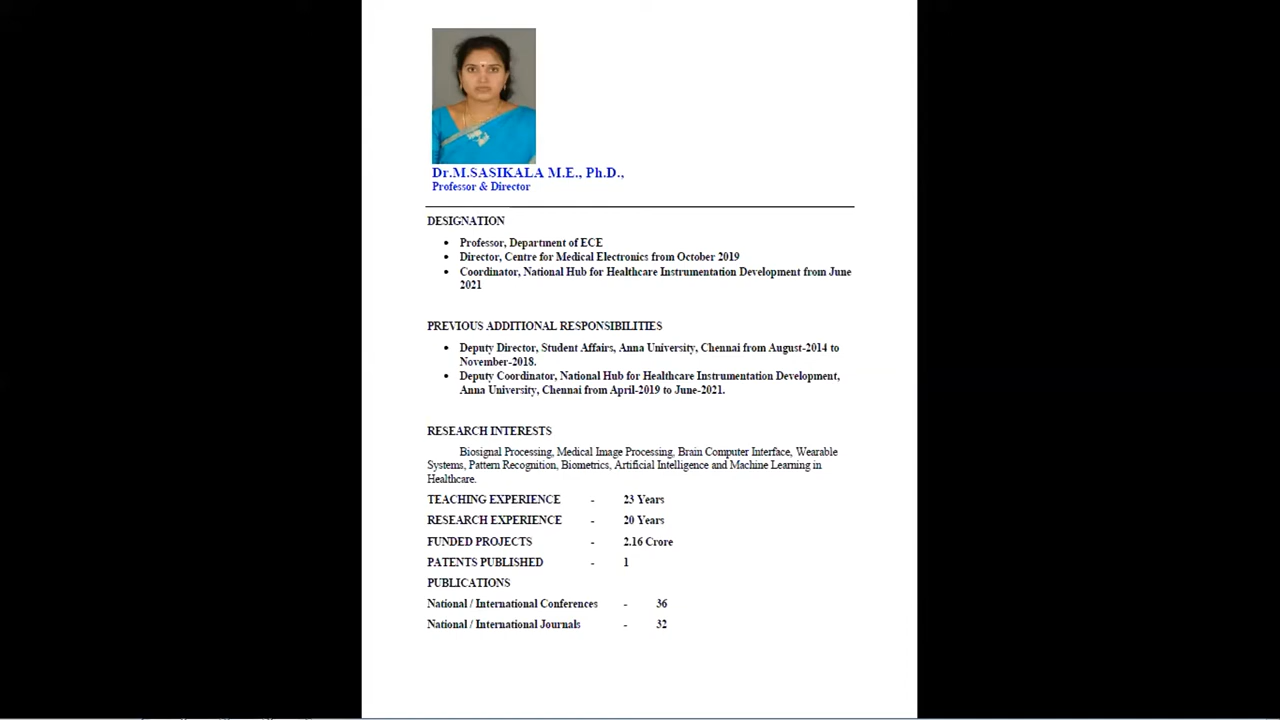 Dr.M.SASIKALA M.E., Ph.D.,
Professor & Director
DESIGNATION
• Professor, Department of ECE
• Director, Centre for Medical Electronics from October 2019
• Coordinator, National Hub for Healthcare Instrumentation Development from June
2021
PREVIOUS ADDITIONAL RESPONSIBILITIES
• Deputy Director, Student Affairs, Anna University, Chennai from August-2014 to
November-2018.
• Deputy Coordinator, National Hub for Healthcare Instrumentation Development,
Anna University, Chennai from April-2019 to June-2021.
RESEARCH INTERESTS
Biosignal Processing, Medical Image Processing, Brain Computer Interface, Wearable
Systems, Pattern Recognition, Biometrics, Artificial Intelligence and Machine Learning in
Healthcare.
TEACHING EXPERIENCE - 23 Years
RESEARCH EXPERIENCE - 20 Years
FUNDED PROJECTS - 2.16 Crore
PATENTS PUBLISHED - 1
PUBLICATIONS
National / International Conferences - 36
National / International Journals - 32